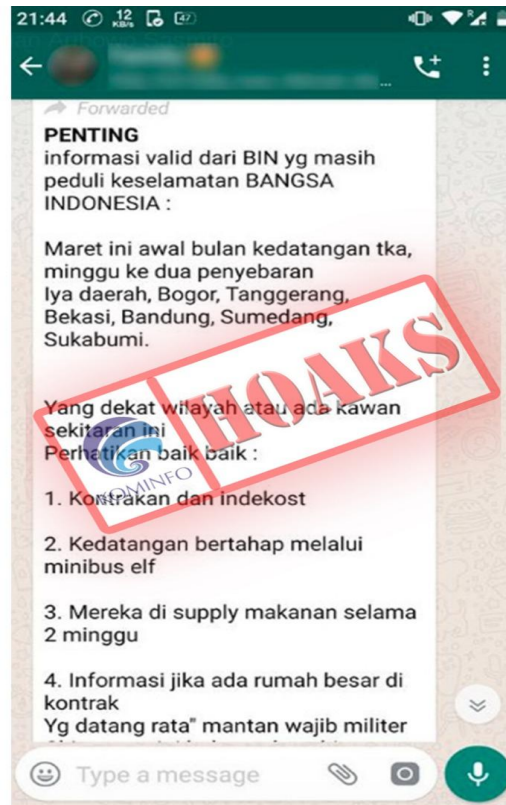 21:44
12
KB/s
47
Forwarded
PENTING
informasi valid dari BIN yg masih
peduli keselamatan BANGSA
INDONESIA :
Maret ini awal bulan kedatangan tka,
minggu ke dua penyebaran
Iya daerah, Bogor, Tanggerang,
Bekasi, Bandung, Sumedang,
Sukabumi.
HOAKS
KOMINFO
Yang dekat wilayah atau ada kawan
sekitaran ini
Perhatikan baik baik :
1. Kontrakan dan indekost
2. Kedatangan bertahap melalui
minibus elf
3. Mereka di supply makanan selama
2 minggu
4. Informasi jika ada rumah besar di
kontrak
Yg datang rata" mantan wajib militer
Type a message